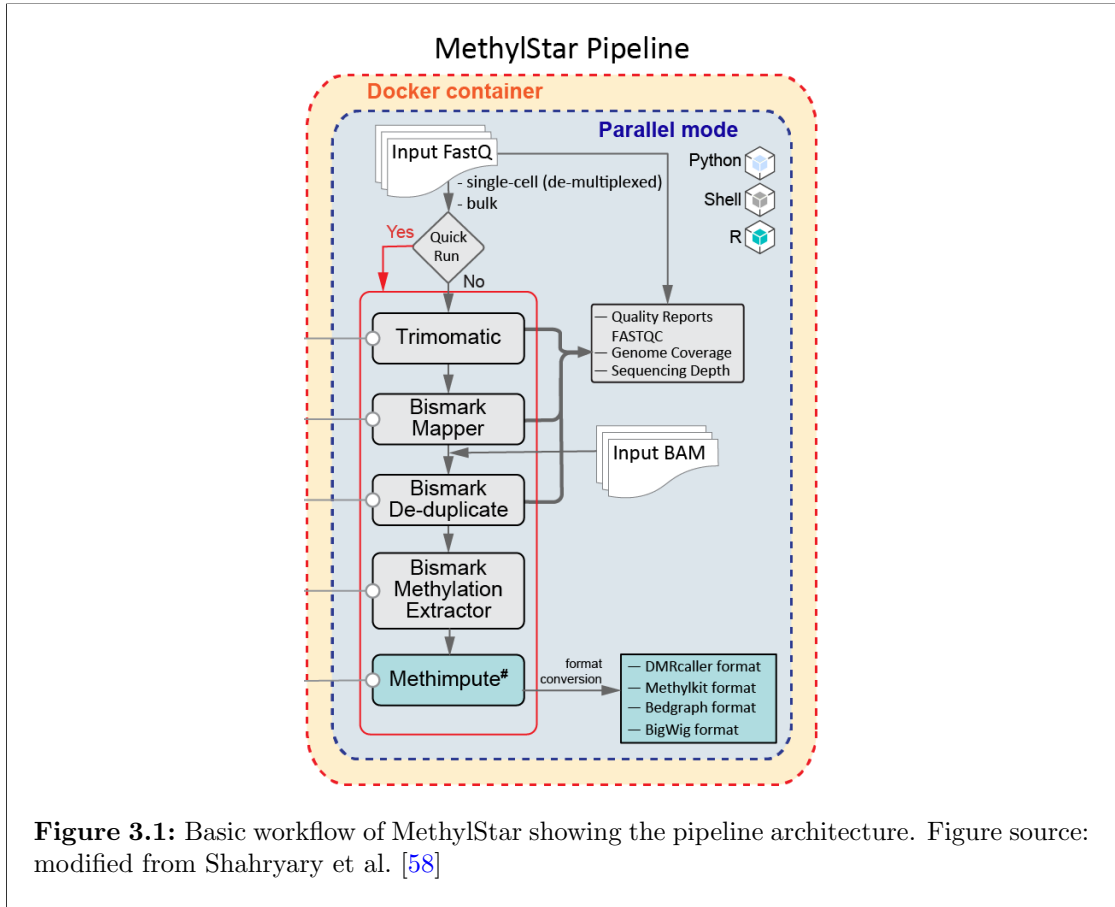 MethylStar Pipeline
Docker container
Parallel mode
Input FastQ
Python
- single-cell (de-multiplexed)
- bulk
Shell
Yes
Quick
Run
R
No
Trimomatic
— Quality Reports
FASTQC
— Genome Coverage
— Sequencing Depth
Bismark
Mapper
Input BAM
Bismark
De-duplicate
Bismark
Methylation
Extractor
Methimpute#
format
conversion
— DMRcaller format
— Methylkit format
— Bedgraph format
— BigWig format
Figure 3.1: Basic workflow of MethylStar showing the pipeline architecture. Figure source:
modified from Shahryary et al. [58]